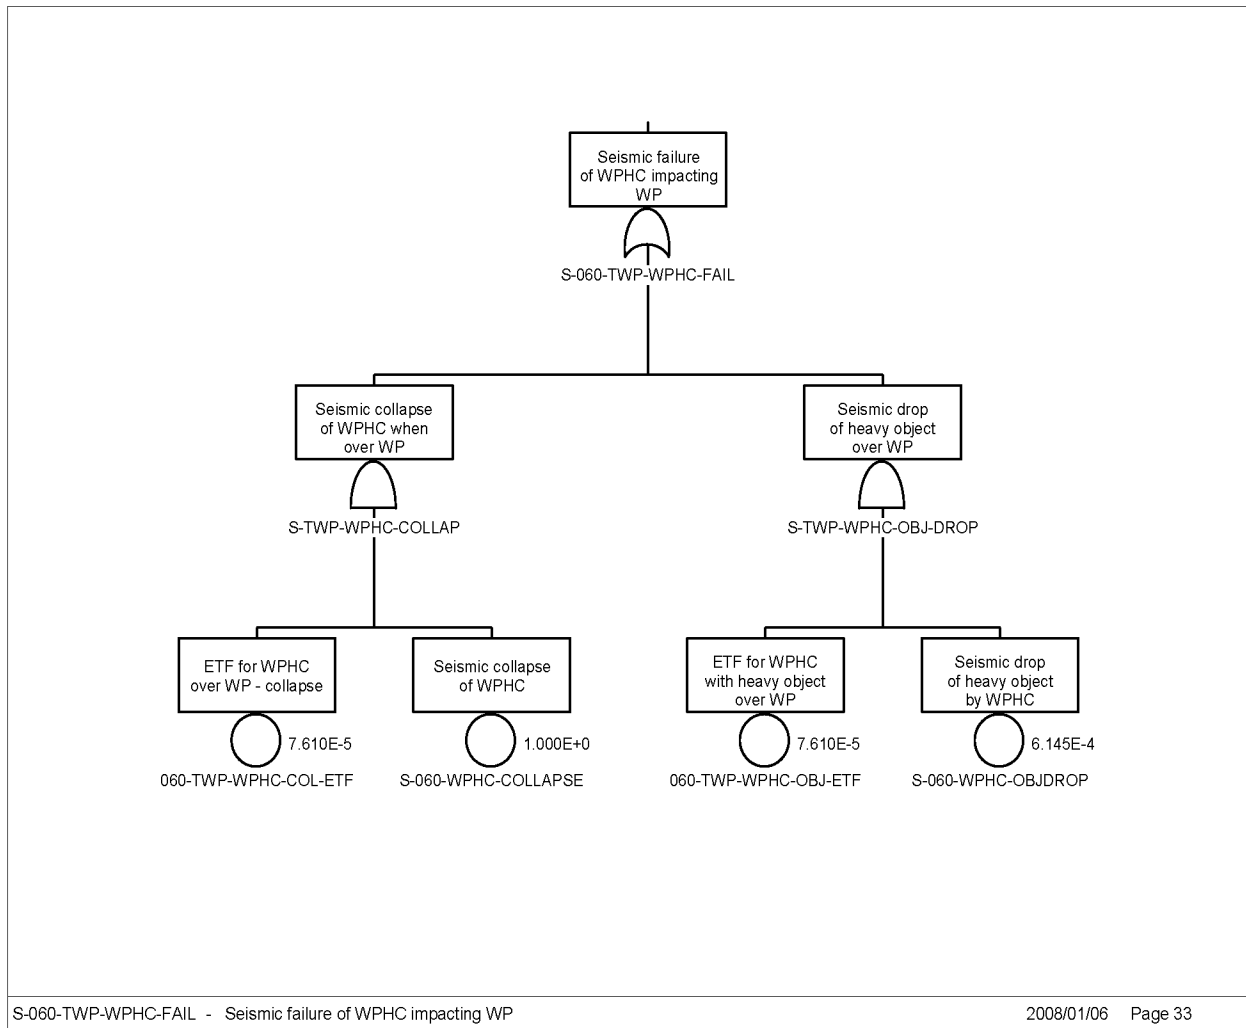 Seismic failure
of WPHC impacting
WP
S-060-TWP-WPHC-FAIL
Seismic collapse
of WPHC when
over WP
S-TWP-WPHC-COLLAP
Seismic drop
of heavy object
over WP
S-TWP-WPHC-OBJ-DROP
ETF for WPHC
over WP - collapse
7.610E-5
060-TWP-WPHC-COL-ETF
Seismic collapse
of WPHC
1.000E+0
S-060-WPHC-COLLAPSE
ETF for WPHC
with heavy object
over WP
7.610E-5
060-TWP-WPHC-OBJ-ETF
Seismic drop
of heavy object
by WPHC
6.145E-4
S-060-WPHC-OBJDROP
S-060-TWP-WPHC-FAIL - Seismic failure of WPHC impacting WP
2008/01/06 Page 33